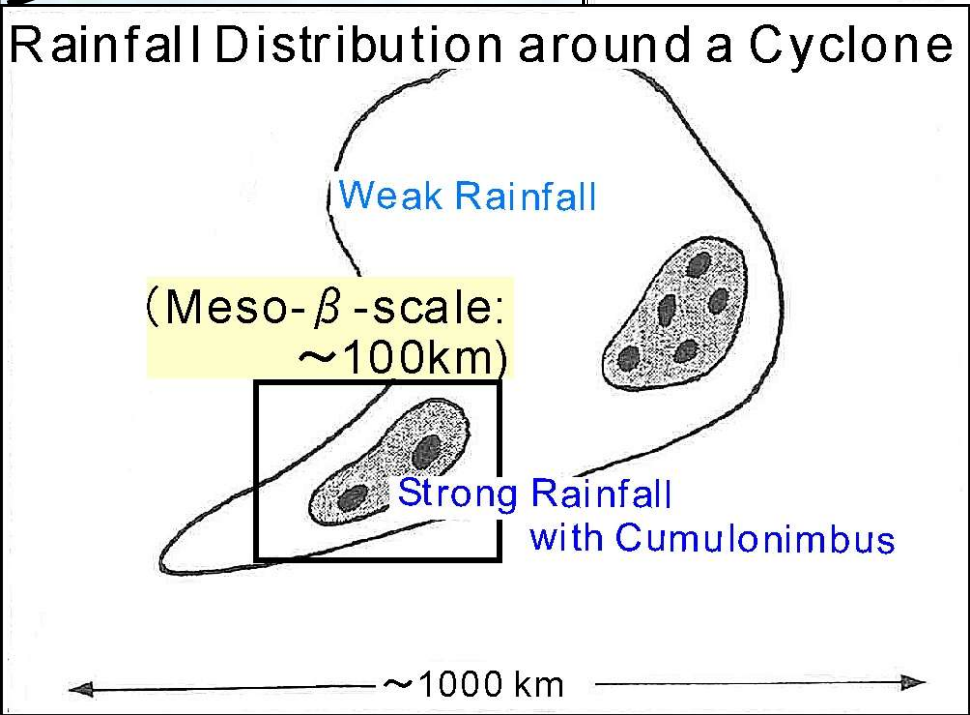 Rainfall Distribution around a Cyclone
Weak Rainfall
(Meso-β-scale:
~100km)
Strong Rainfall
with Cumulonimbus
~1000 km